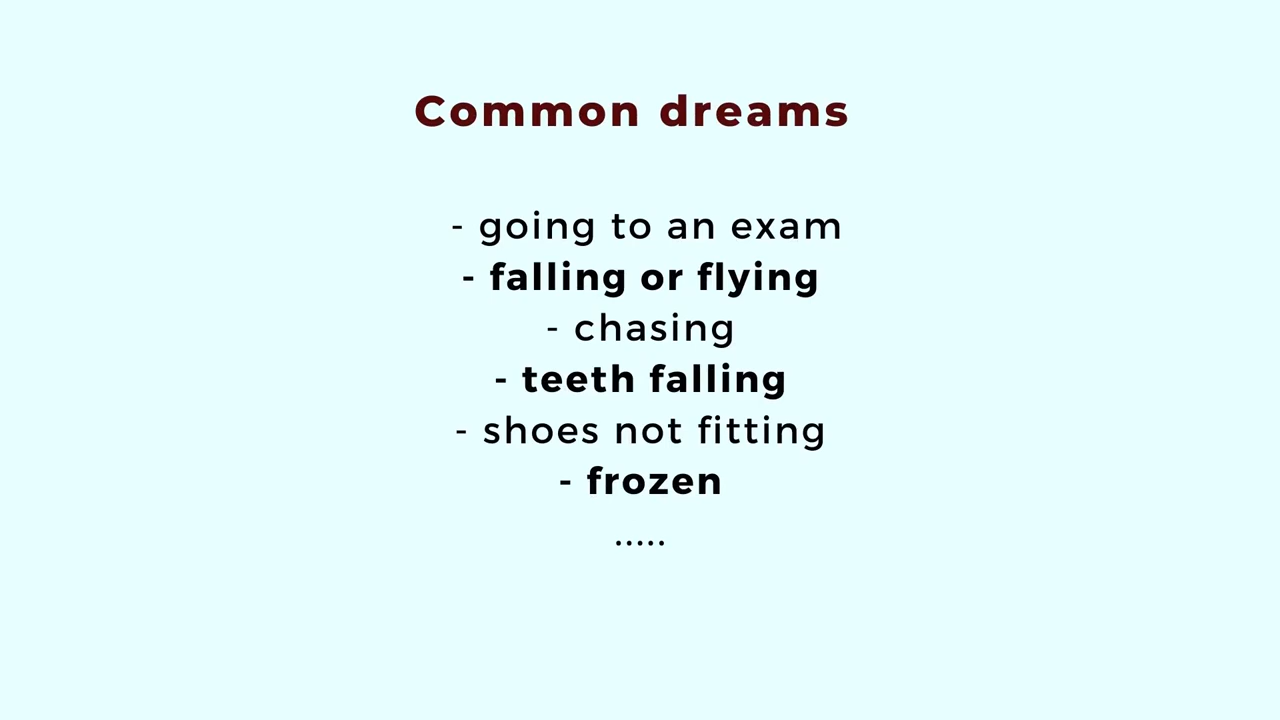 Common dreams
- going to an exam
- falling or flying
- chasing
- teeth falling
- shoes not fitting
- frozen
.....